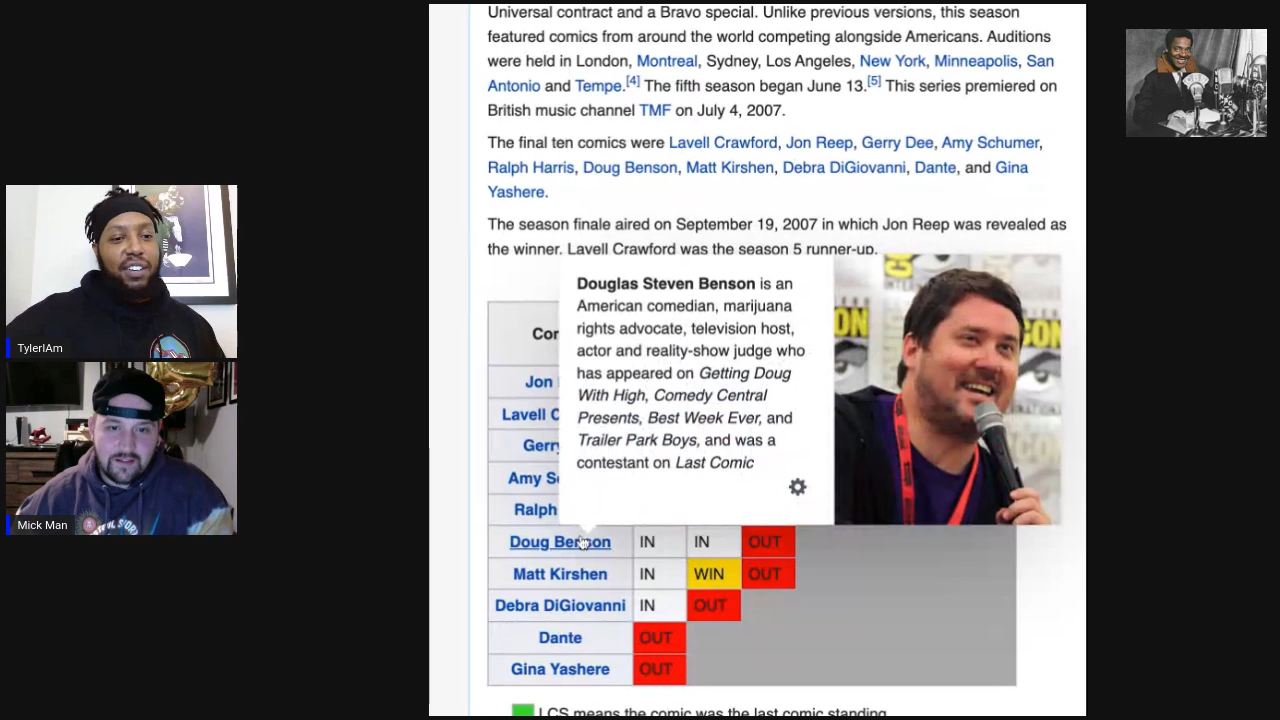 Universal contract and a Bravo special. Unlike previous versions, this season
featured comics from around the world competing alongside Americans. Auditions
were held in London, Montreal, Sydney, Los Angeles, New York, Minneapolis, San
Antonio and Tempe.[4] The fifth season began June 13.[5] This series premiered on
British music channel TMF on July 4, 2007.
The final ten comics were Lavell Crawford, Jon Reep, Gerry Dee, Amy Schumer,
Ralph Harris, Doug Benson, Matt Kirshen, Debra DiGiovanni, Dante, and Gina
Yashere.
The season finale aired on September 19, 2007 in which Jon Reep was revealed as
the winner. Lavell Crawford was the season 5 runner-up.
Douglas Steven Benson is an
American comedian, marijuana
rights advocate, television host,
actor and reality-show judge who
has appeared on Getting Doug
With High, Comedy Central
Presents, Best Week Ever, and
Trailer Park Boys, and was a
contestant on Last Comic
Jon
Lavell C
Gerry
Ralph
Doug Benson IN IN OUT
Matt Kirshen IN WIN OUT
Debra DiGiovanni IN OUT
Dante OUT
Gina Yashere OUT
LCS means the comic was the last comic standing
TylerIAm
Mick Man